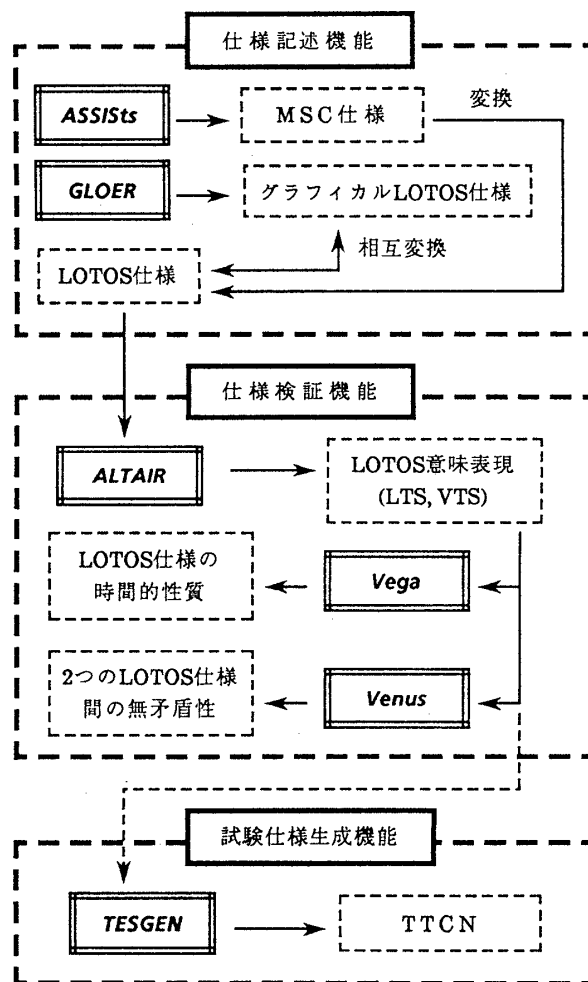 仕様記述機能
ASSISts
MSC仕様
変換
GLOER
グラフィカルLOTOS仕様
相互変換
LOTOS仕様
仕様検証機能
ALTAIR
LOTOS意味表現
(LTS, VTS)
LOTOS仕様の
時間的性質
Vega
2つのLOTOS仕様
間の無矛盾性
Venus
試験仕様生成機能
TESGEN
TTCN